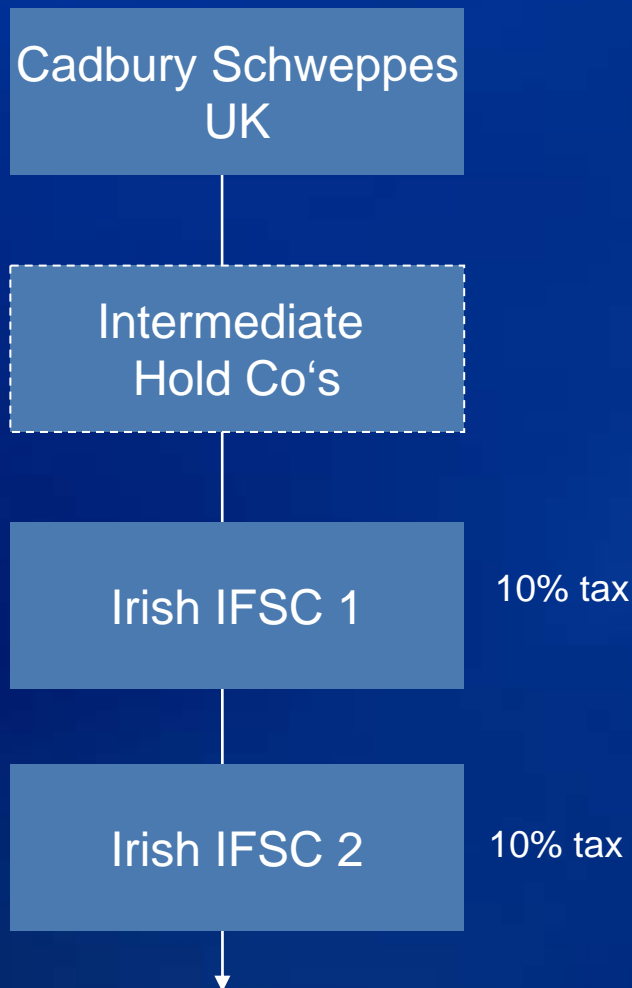 Cadbury Schweppes
UK
Intermediate
Hold Co‘s
Irish IFSC 1
10% tax
Irish IFSC 2
10% tax